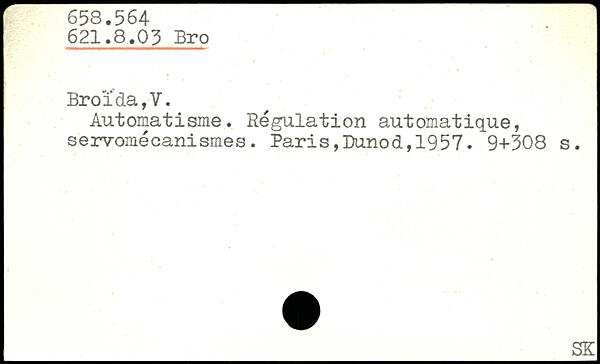 658.564
621.8.03 Bro
Broïda,V.
Automatisme. Régulation automatique,
servomécanismes. Paris,Dunod,1957. 9+308 s.
SK